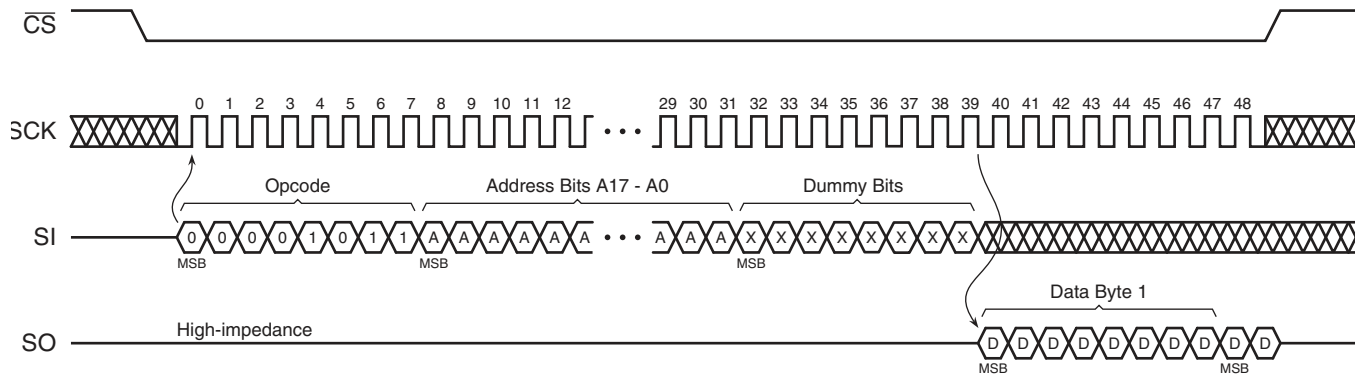 CS
0 1 2 3 4 5 6 7 8 9 10 11 12 29 30 31 32 33 34 35 36 37 38 39 40 41 42 43 44 45 46 47 48
SCK •••
Opcode Address Bits A17 - A0 Dummy Bits
SI 0 0 0 0 1 0 1 1 A A A A A A ••• A A A X X X X X X X X
MSB MSB MSB
Data Byte 1
High-impedance
SO D D D D D D D D D D
MSB MSB